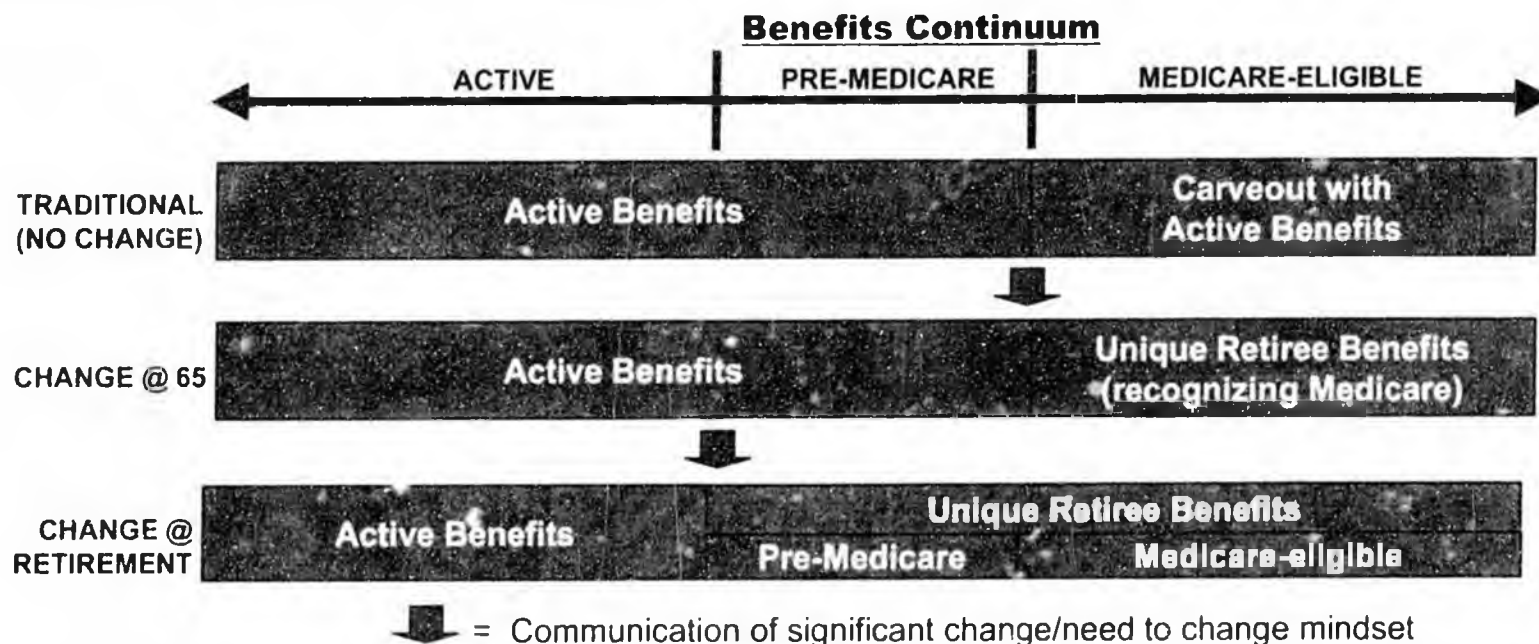 Benefits Continuum
ACTIVE
PRE-MEDICARE
MEDICARE-ELIGIBLE
TRADITIONAL
(NO CHANGE)
Active Benefits
Carveout with
Active Benefits
CHANGE @ 65
Active Benefits
Unique Retiree Benefits
(recognizing Medicare)
CHANGE @
RETIREMENT
Active Benefits
Unique Retiree Benefits
Pre-Medicare
Medicare-eligible
= Communication of significant change/need to change mindset